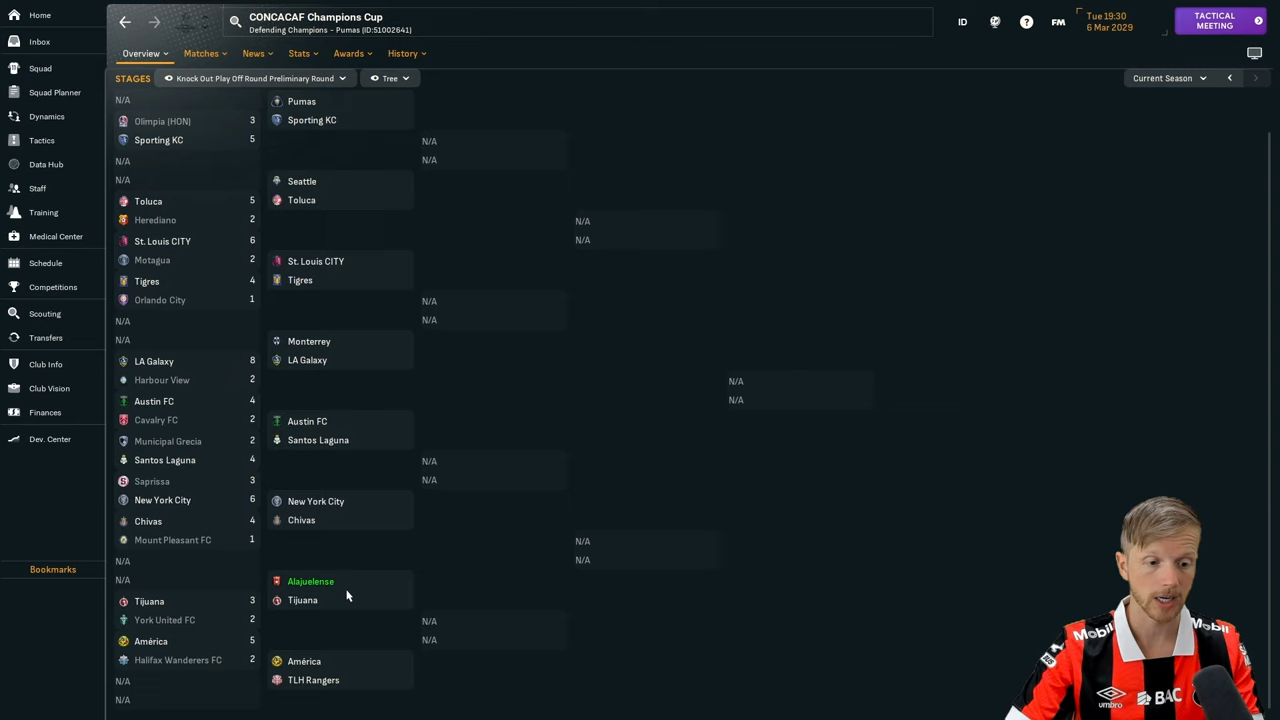 CONCACAF Champions Cup
Defending Champions - Pumas (ID:51002641)
ID
FM
Tue 19:30
6 Mar 2029
TACTICAL
MEETING
Home
Inbox
Squad
Squad Planner
Dynamics
Tactics
Data Hub
Staff
Training
Medical Center
Schedule
Competitions
Scouting
Transfers
Club Info
Club Vision
Finances
Dev. Center
Bookmarks
Overview
Matches
News
Stats
Awards
History
STAGES
Knock Out Play Off Round Preliminary Round
Tree
Current Season
N/A
Olimpia (HON) 3
Sporting KC 5
N/A
N/A
Toluca 5
Herediano 2
St. Louis CITY 6
Motagua 2
Tigres 4
Orlando City 1
N/A
N/A
LA Galaxy 8
Harbour View 2
Austin FC 4
Cavalry FC 2
Municipal Grecia 2
Santos Laguna 4
Saprissa 3
New York City 6
Chivas 4
Mount Pleasant FC 1
N/A
N/A
Tijuana 3
York United FC 2
América 5
Halifax Wanderers FC 2
N/A
N/A
Pumas
Sporting KC
Seattle
Toluca
St. Louis CITY
Tigres
Monterrey
LA Galaxy
Austin FC
Santos Laguna
New York City
Chivas
Alajuelense
Tijuana
América
TLH Rangers
N/A
N/A
N/A
N/A
N/A
N/A
N/A
N/A
N/A
N/A
N/A
N/A
N/A
N/A
Mobil
Mobil
umbro
BAC